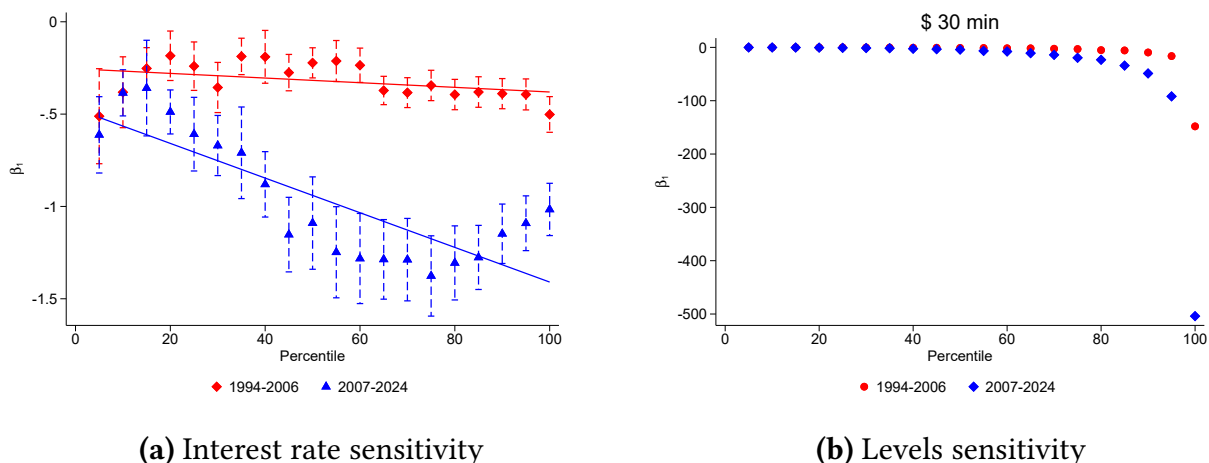 0
-.5
-1
-1.5
β1
0 20 40 60 80 100
Percentile
1994-2006 2007-2024
(a) Interest rate sensitivity
$ 30 min
0
-100
-200
-300
-400
-500
β1
0 20 40 60 80 100
Percentile
1994-2006 2007-2024
(b) Levels sensitivity